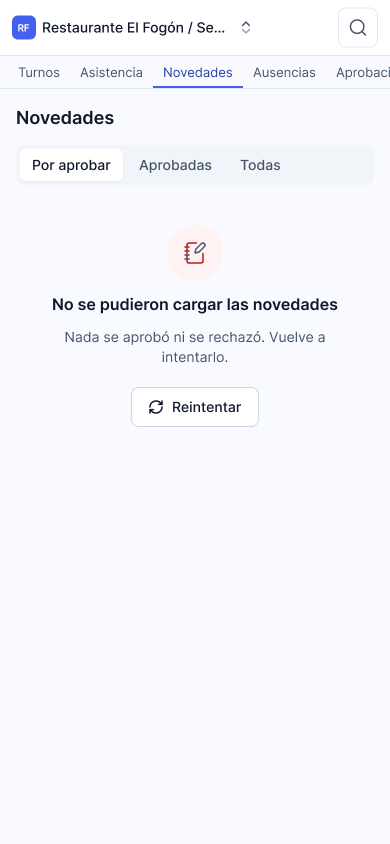 RF Restaurante El Fogón / Se...
Turnos Asistencia Novedades Ausencias Aprobaci
Novedades
Por aprobar Aprobadas Todas
No se pudieron cargar las novedades
Nada se aprobó ni se rechazó. Vuelve a
intentarlo.
Reintentar